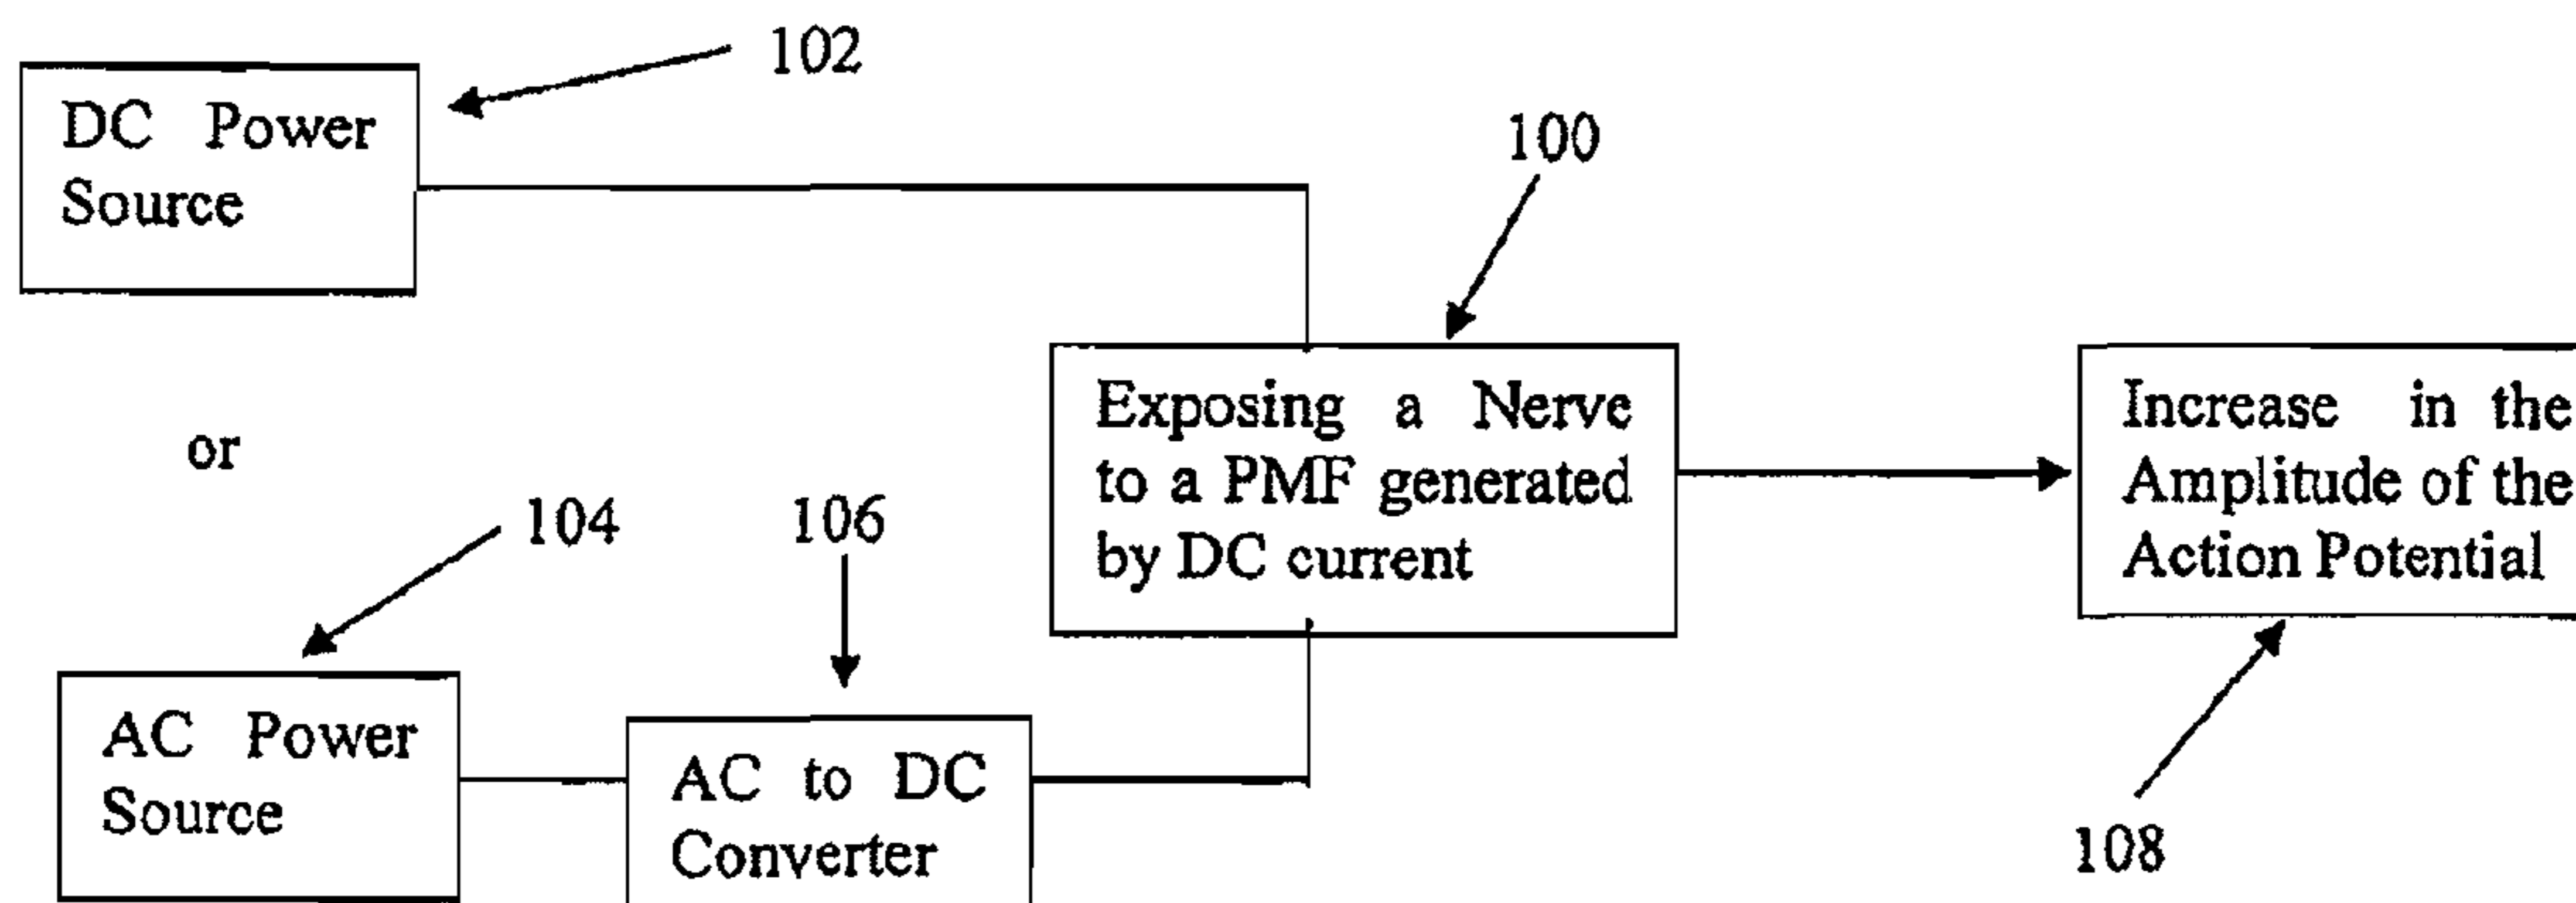 102
DC Power
Source
100
Exposing a Nerve
to a PMF generated
by DC current
Increase in the
Amplitude of the
Action Potential
or
104
106
AC Power
Source
AC to DC
Converter
108